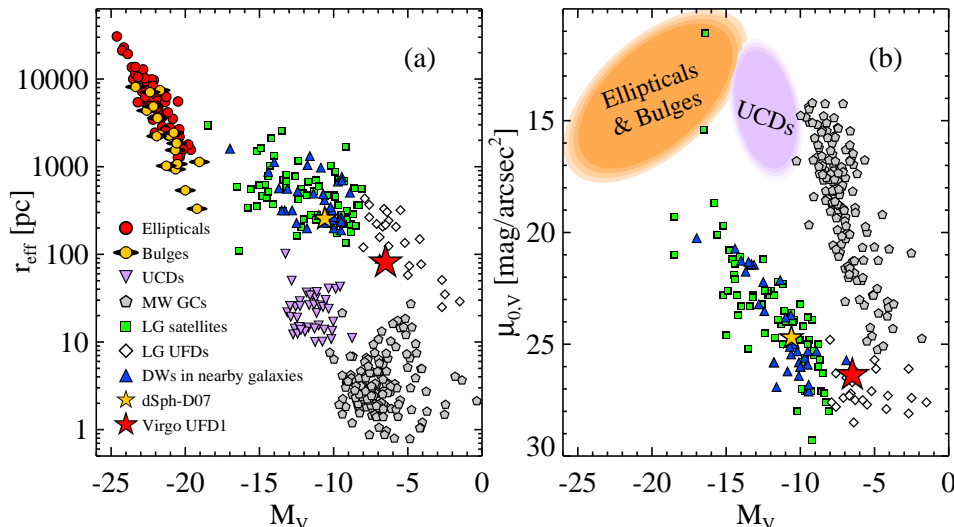 (a)
10000
1000
100
10
1
r_eff [pc]
Ellipticals
Bulges
UCDs
MW GCs
LG satellites
LG UFDs
DWs in nearby galaxies
dSph-D07
Virgo UFD1
-25 -20 -15 -10 -5 0
M_V
(b)
Ellipticals
& Bulges
UCDs
15
20
25
30
μ_0,V [mag/arcsec²]
-25 -20 -15 -10 -5 0
M_V